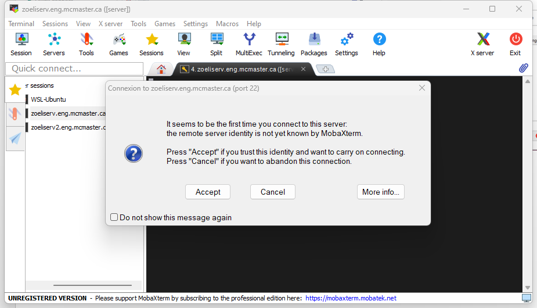 zoeliserv.eng.mcmaster.ca ([server])
Terminal Sessions View X server Tools Games Settings Macros Help
Session Servers Tools Games Sessions View Split MultiExec Tunneling Packages Settings Help X server Exit
Quick connect...
4. zoeliserv.eng.mcmaster.ca ([se
r sessions
WSL-Ubuntu
zoeliserv.eng.mcmaster.ca
zoeliserv2.eng.mcmaster.c
Connexion to zoeliserv.eng.mcmaster.ca (port 22)
It seems to be the first time you connect to this server:
the remote server identity is not yet known by MobaXterm.
Press "Accept" if you trust this identity and want to carry on connecting.
Press "Cancel" if you want to abandon this connection.
Accept Cancel More info...
Do not show this message again
UNREGISTERED VERSION - Please support MobaXterm by subscribing to the professional edition here: https://mobaxterm.mobatek.net